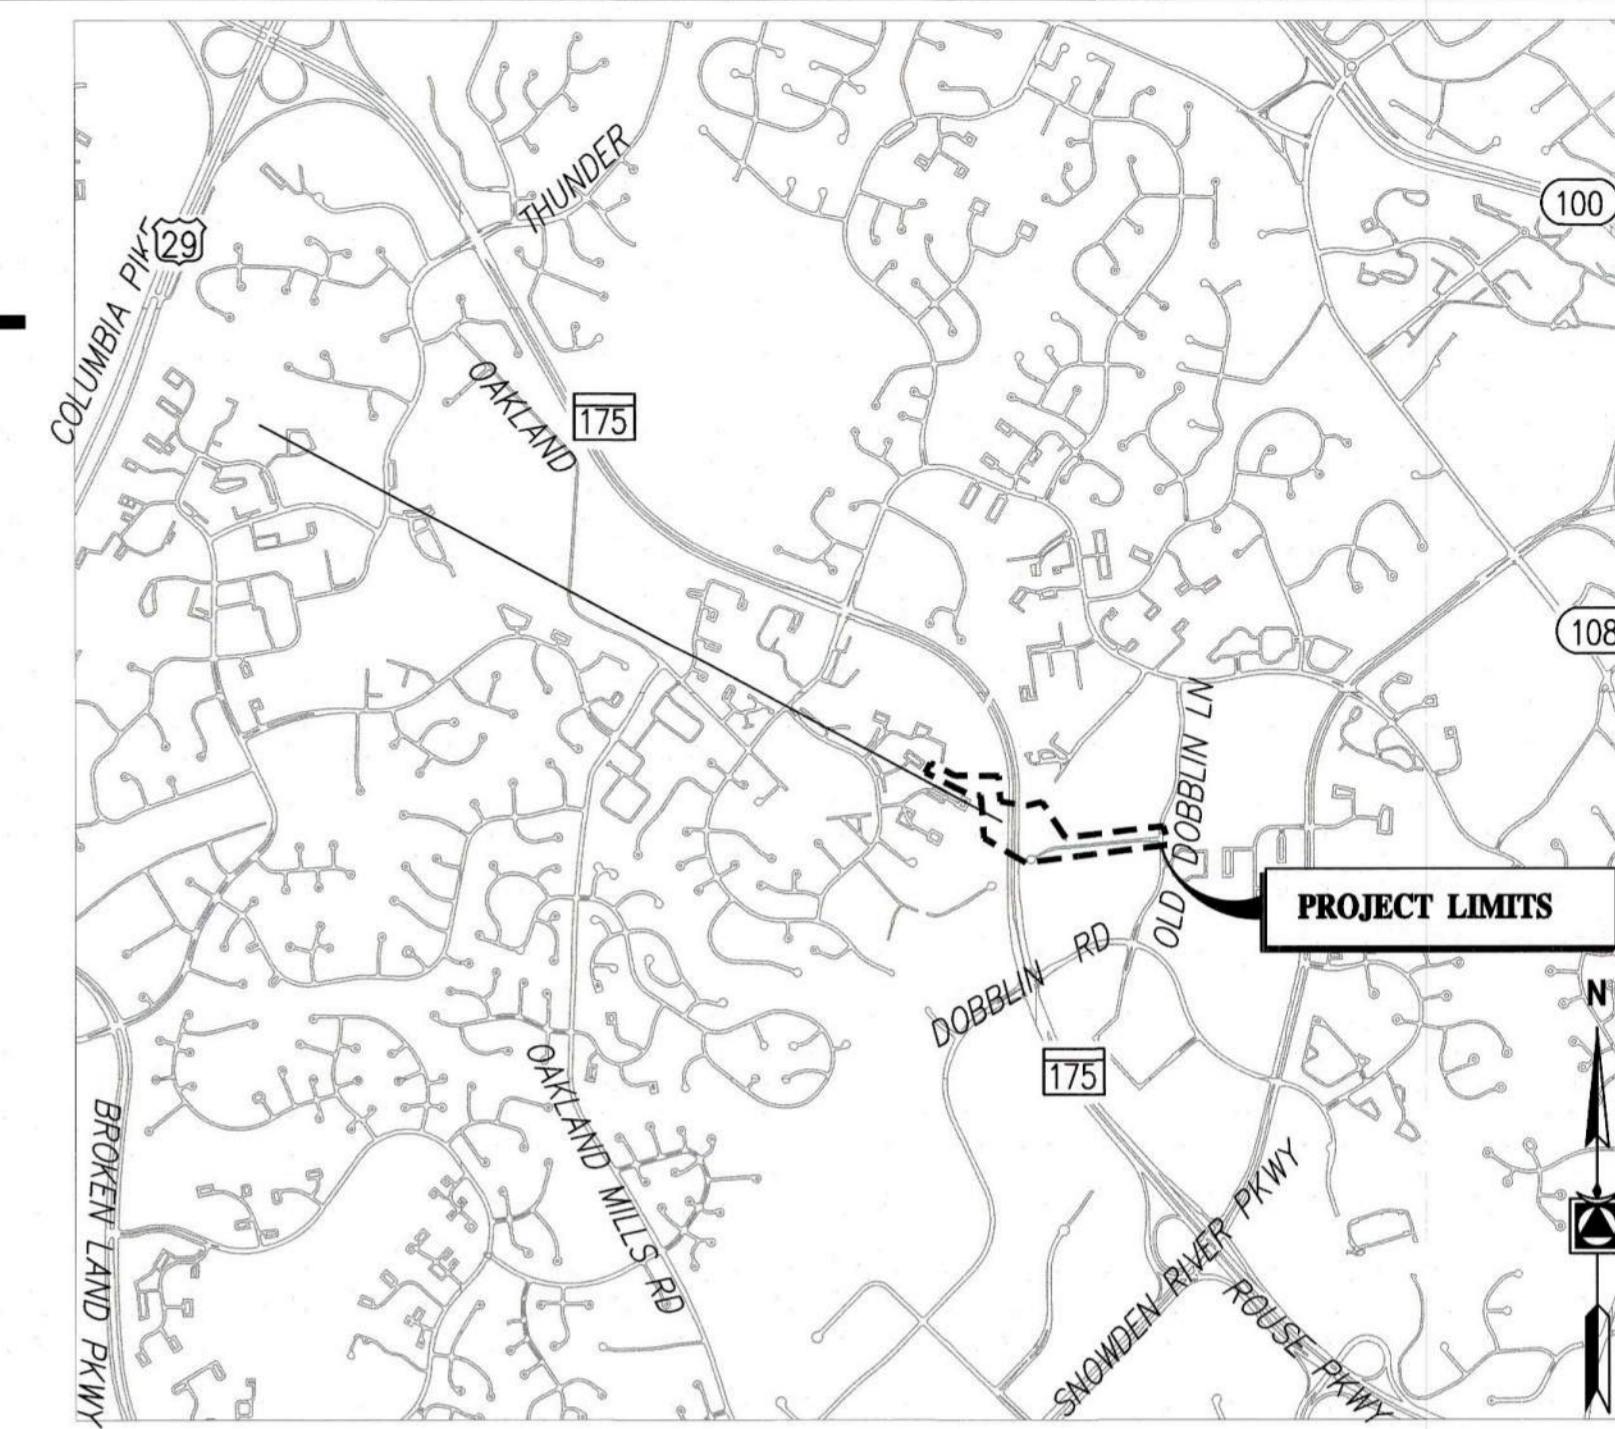 THUNDER
100
COLUMBIA PIKE
29
OAKLAND
175
108
OLD DOBBLIN LN
PROJECT LIMITS
DOBBLIN RD
N
175
OAKLAND MILLS RD
BROKEN LAND PKWY
SNOWDEN RIVER PKWY
ROUSE PKWY